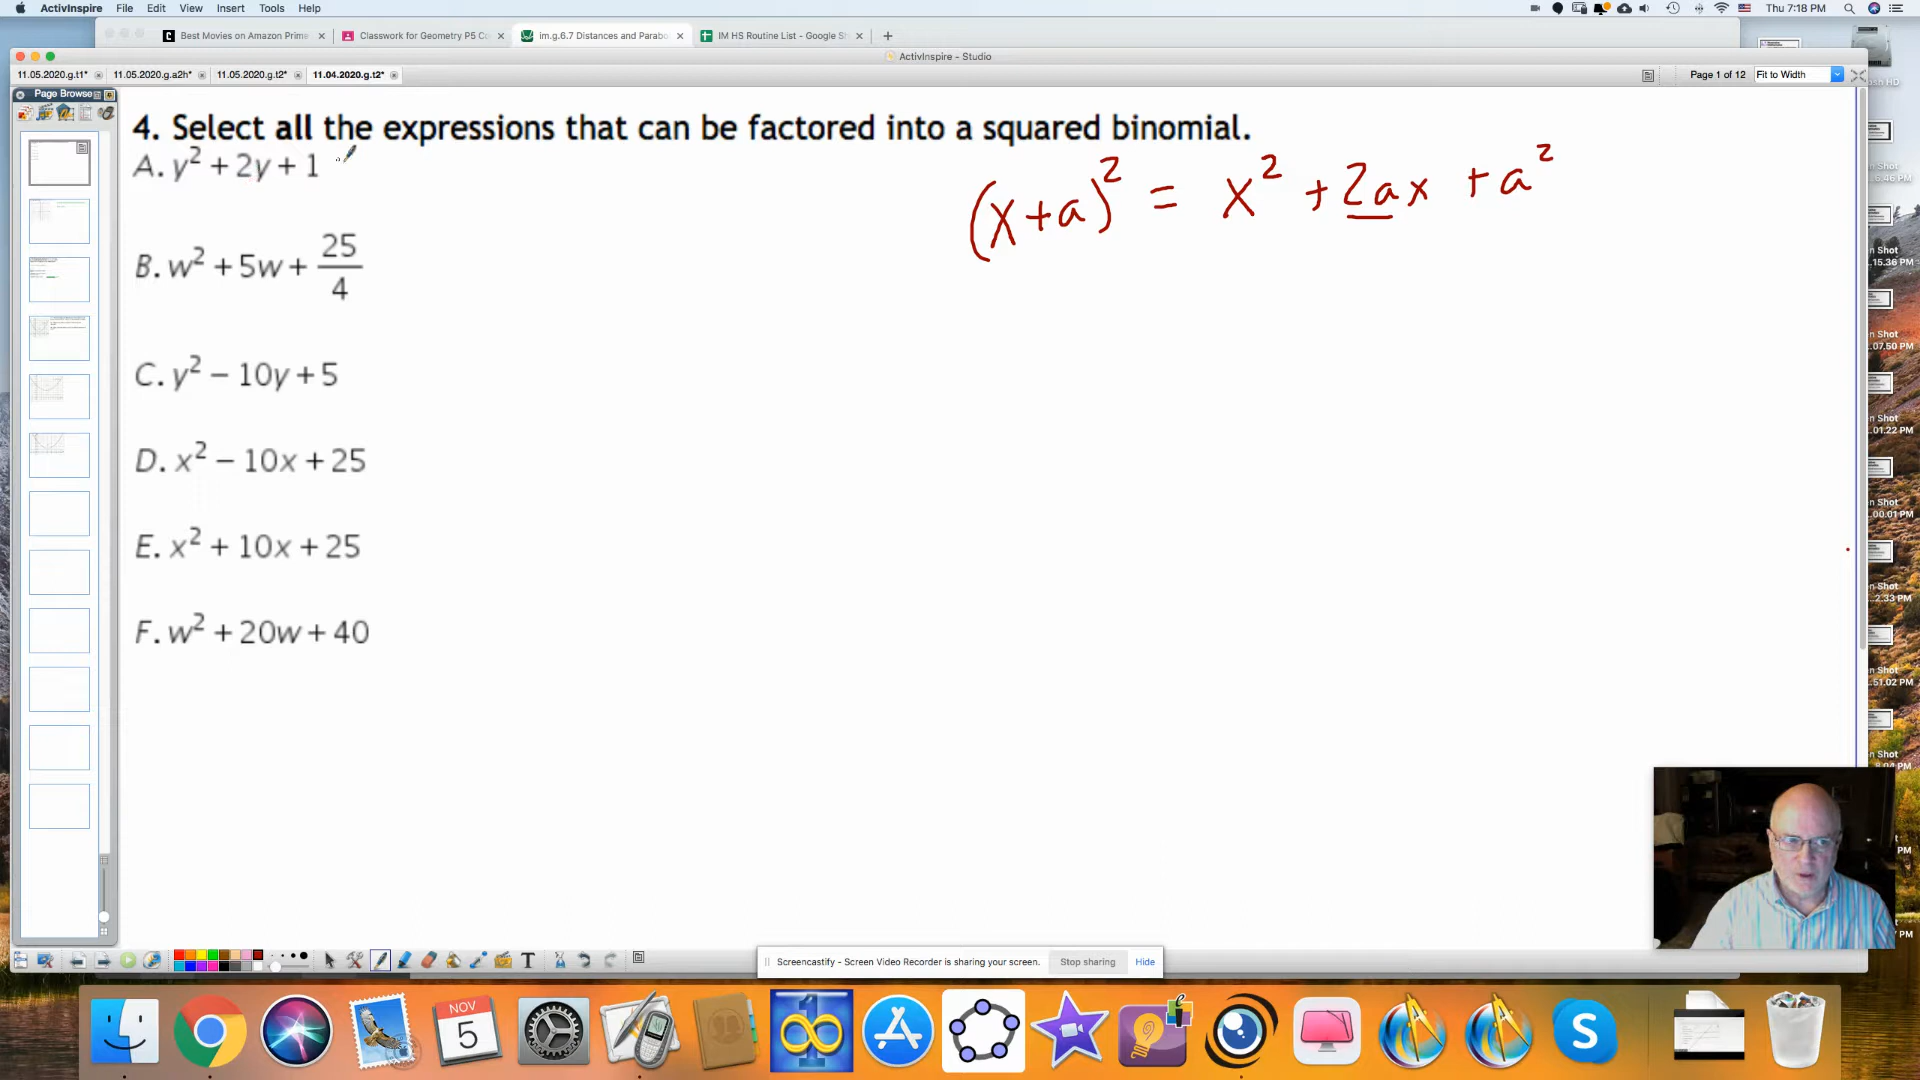 ActivInspire File Edit View Insert Tools Help Thu 7:18 PM
Best Movies on Amazon Prime Classwork for Geometry P5 Co im.g.6.7 Distances and Parabo IM HS Routine List - Google S
ActivInspire - Studio
11.05.2020.g.t1* 11.05.2020.g.a2h* 11.05.2020.g.t2* 11.04.2020.g.t2* Page 1 of 12 Fit to Width
Page Browse
4. Select all the expressions that can be factored into a squared binomial.
A. y² + 2y + 1
(x+a)² = x² + 2ax + a²
B. w² + 5w + 25/4
C. y² − 10y + 5
D. x² − 10x + 25
E. x² + 10x + 25
F. w² + 20w + 40
Screencastify - Screen Video Recorder is sharing your screen. Stop sharing Hide
NOV
5